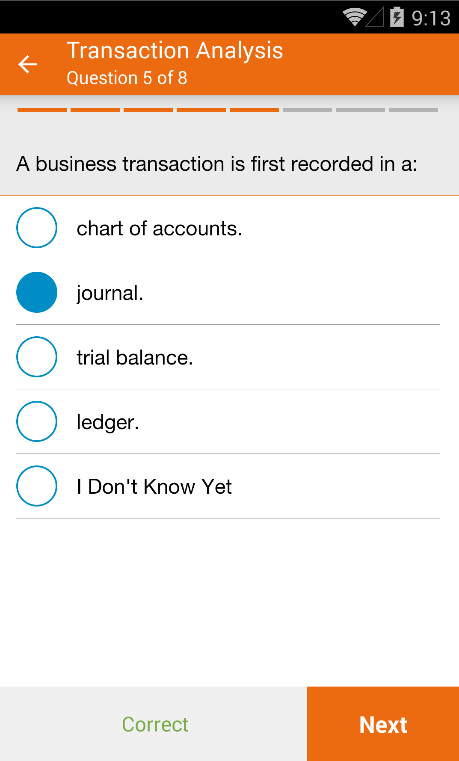 9:13
Transaction Analysis
Question 5 of 8
A business transaction is first recorded in a:
chart of accounts.
journal.
trial balance.
ledger.
I Don't Know Yet
Correct
Next